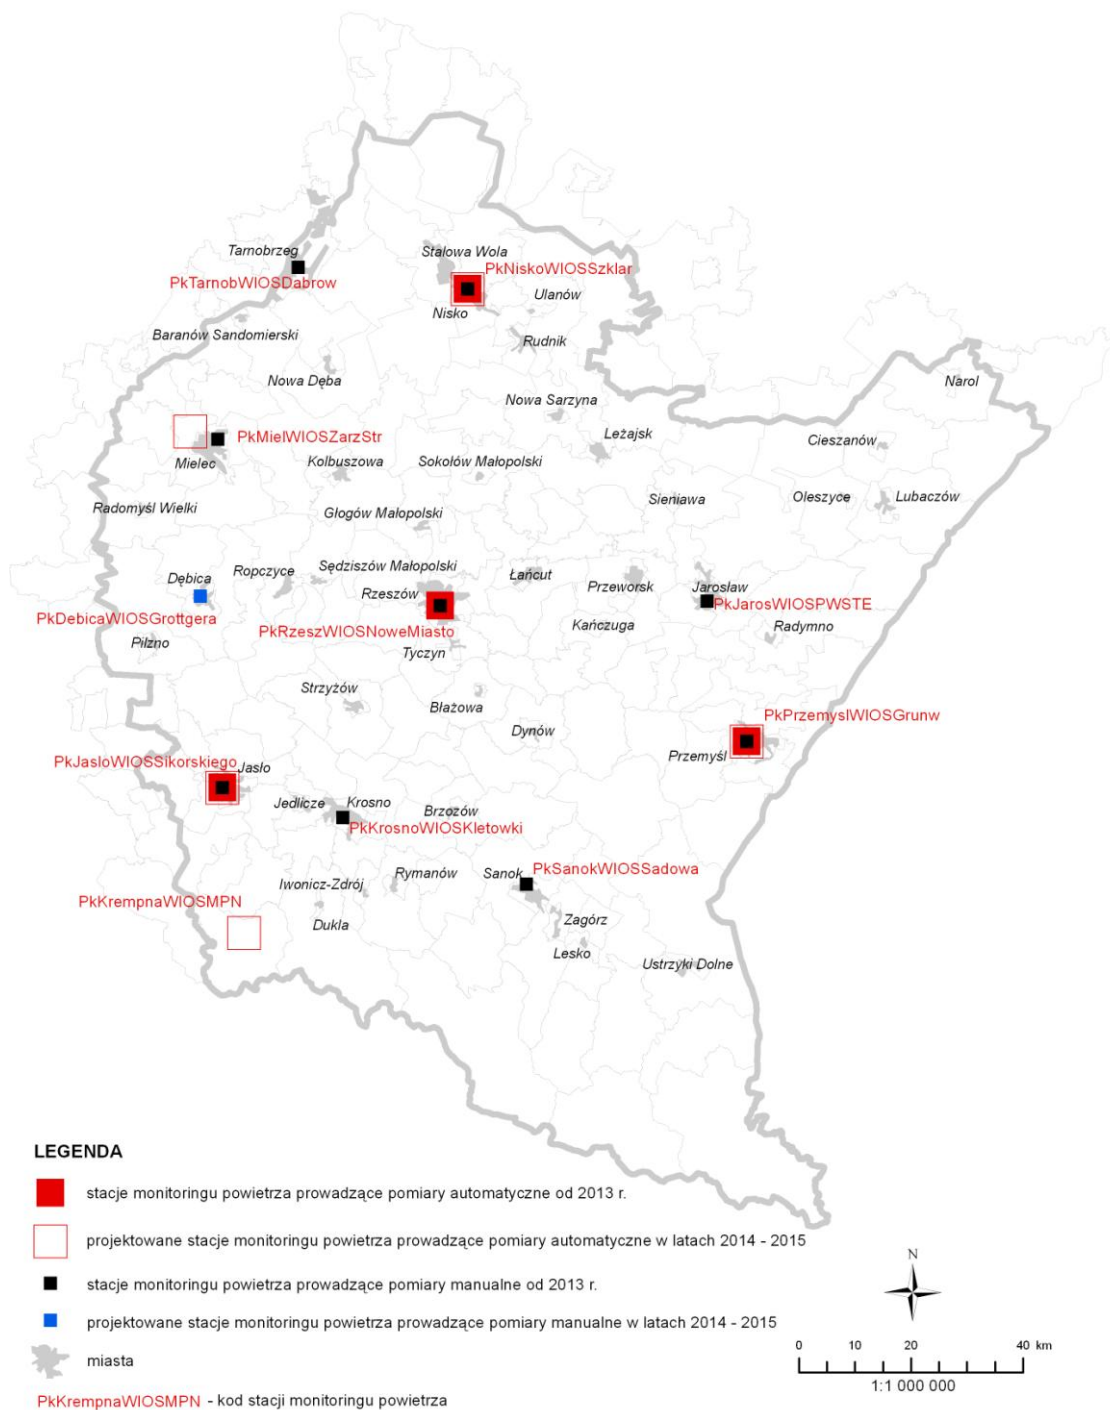 Tarnobrzeg
Stalowa Wola
PkNiskoWIOSSzklar
PkTarnobWIOSDabrow
Ulanów
Nisko
Baranów Sandomierski
Rudnik
Nowa Dęba
Narol
Nowa Sarzyna
PkMielWIOSZarzStr
Leżajsk
Cieszanów
Mielec
Kolbuszowa
Sokołów Małopolski
Radomyśl Wielki
Sieniawa
Oleszyce
Lubaczów
Głogów Małopolski
Dębica
Ropczyce
Sędziszów Małopolski
Łańcut
Przeworsk
Jarosław
Rzeszów
PkJarosWIOSPWSTE
PkDebicaWIOSGrottgera
PkRzeszWIOSNoweMiasto
Kańczuga
Radymno
Pilzno
Tyczyn
Strzyżów
Błażowa
PkPrzemyslWIOSGrunw
Dynów
Przemyśl
PkJasloWIOSSikorskiego
Jasło
Jedlicze
Krosno
Brzozów
PkKrosnoWIOSKletowki
PkSanokWIOSSadowa
Sanok
Rymanów
Iwonicz-Zdrój
PkKrempnaWIOSMPN
Dukla
Zagórz
Lesko
Ustrzyki Dolne
LEGENDA
stacje monitoringu powietrza prowadzące pomiary automatyczne od 2013 r.
projektowane stacje monitoringu powietrza prowadzące pomiary automatyczne w latach 2014 - 2015
stacje monitoringu powietrza prowadzące pomiary manualne od 2013 r.
projektowane stacje monitoringu powietrza prowadzące pomiary manualne w latach 2014 - 2015
miasta
PkKrempnaWIOSMPN - kod stacji monitoringu powietrza
N
0 10 20 40 km
1:1 000 000